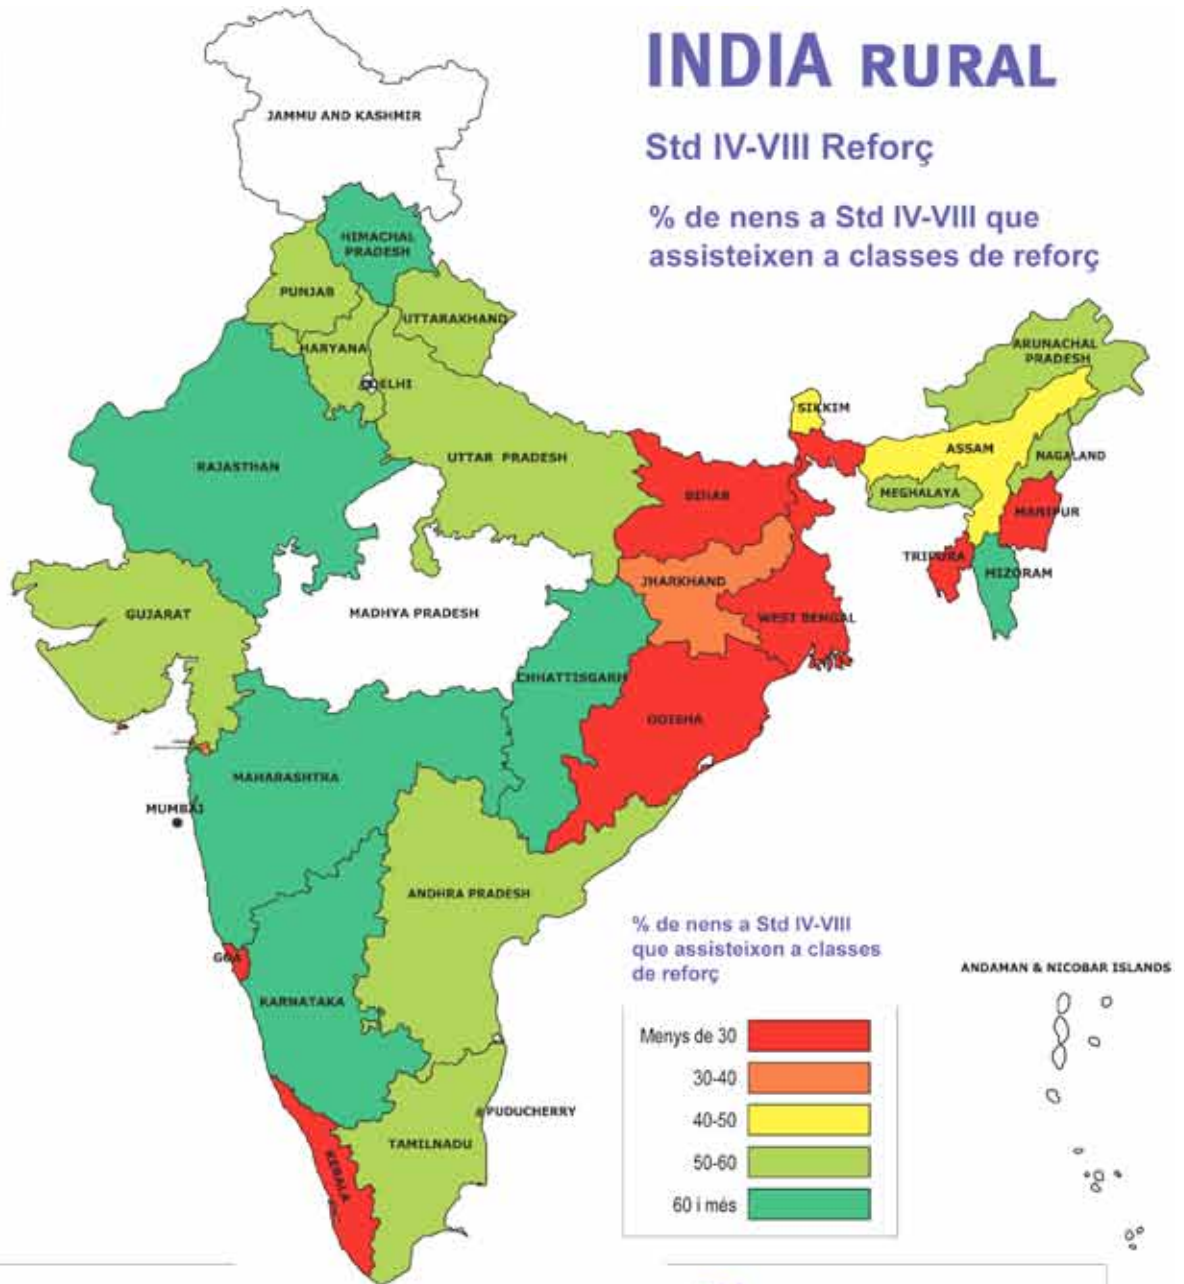 INDIA RURAL
Std IV-VIII Reforç
% de nens a Std IV-VIII que
assisteixen a classes de reforç
JAMMU AND KASHMIR
HIMACHAL
PRADESH
PUNJAB
UTTARAKHAND
HARYANA
DELHI
ARUNACHAL
PRADESH
SIKKIM
RAJASTHAN
UTTAR PRADESH
ASSAM
NAGALAND
BIHAR
MEGHALAYA
MANIPUR
TRIPURA
MIZORAM
JHARKHAND
GUJARAT
MADHYA PRADESH
WEST BENGAL
CHHATTISGARH
ODISHA
MAHARASHTRA
MUMBAI
ANDHRA PRADESH
GOA
KARNATAKA
% de nens a Std IV-VIII
que assisteixen a classes
de reforç
ANDAMAN & NICOBAR ISLANDS
Menys de 30
30-40
40-50
50-60
60 i més
PUDUCHERRY
TAMILNADU
KERALA